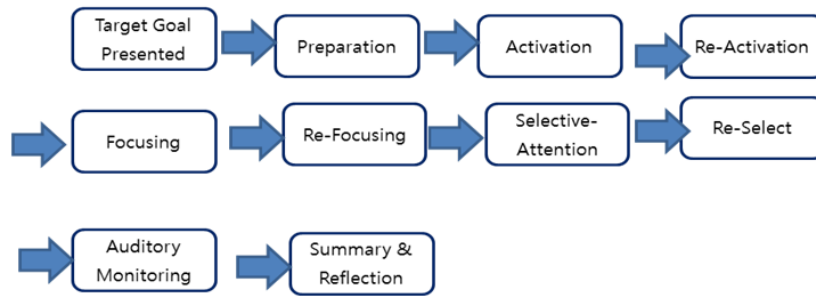 Target Goal
Presented
Preparation
Activation
Re-Activation
Focusing
Re-Focusing
Selective-
Attention
Re-Select
Auditory
Monitoring
Summary &
Reflection